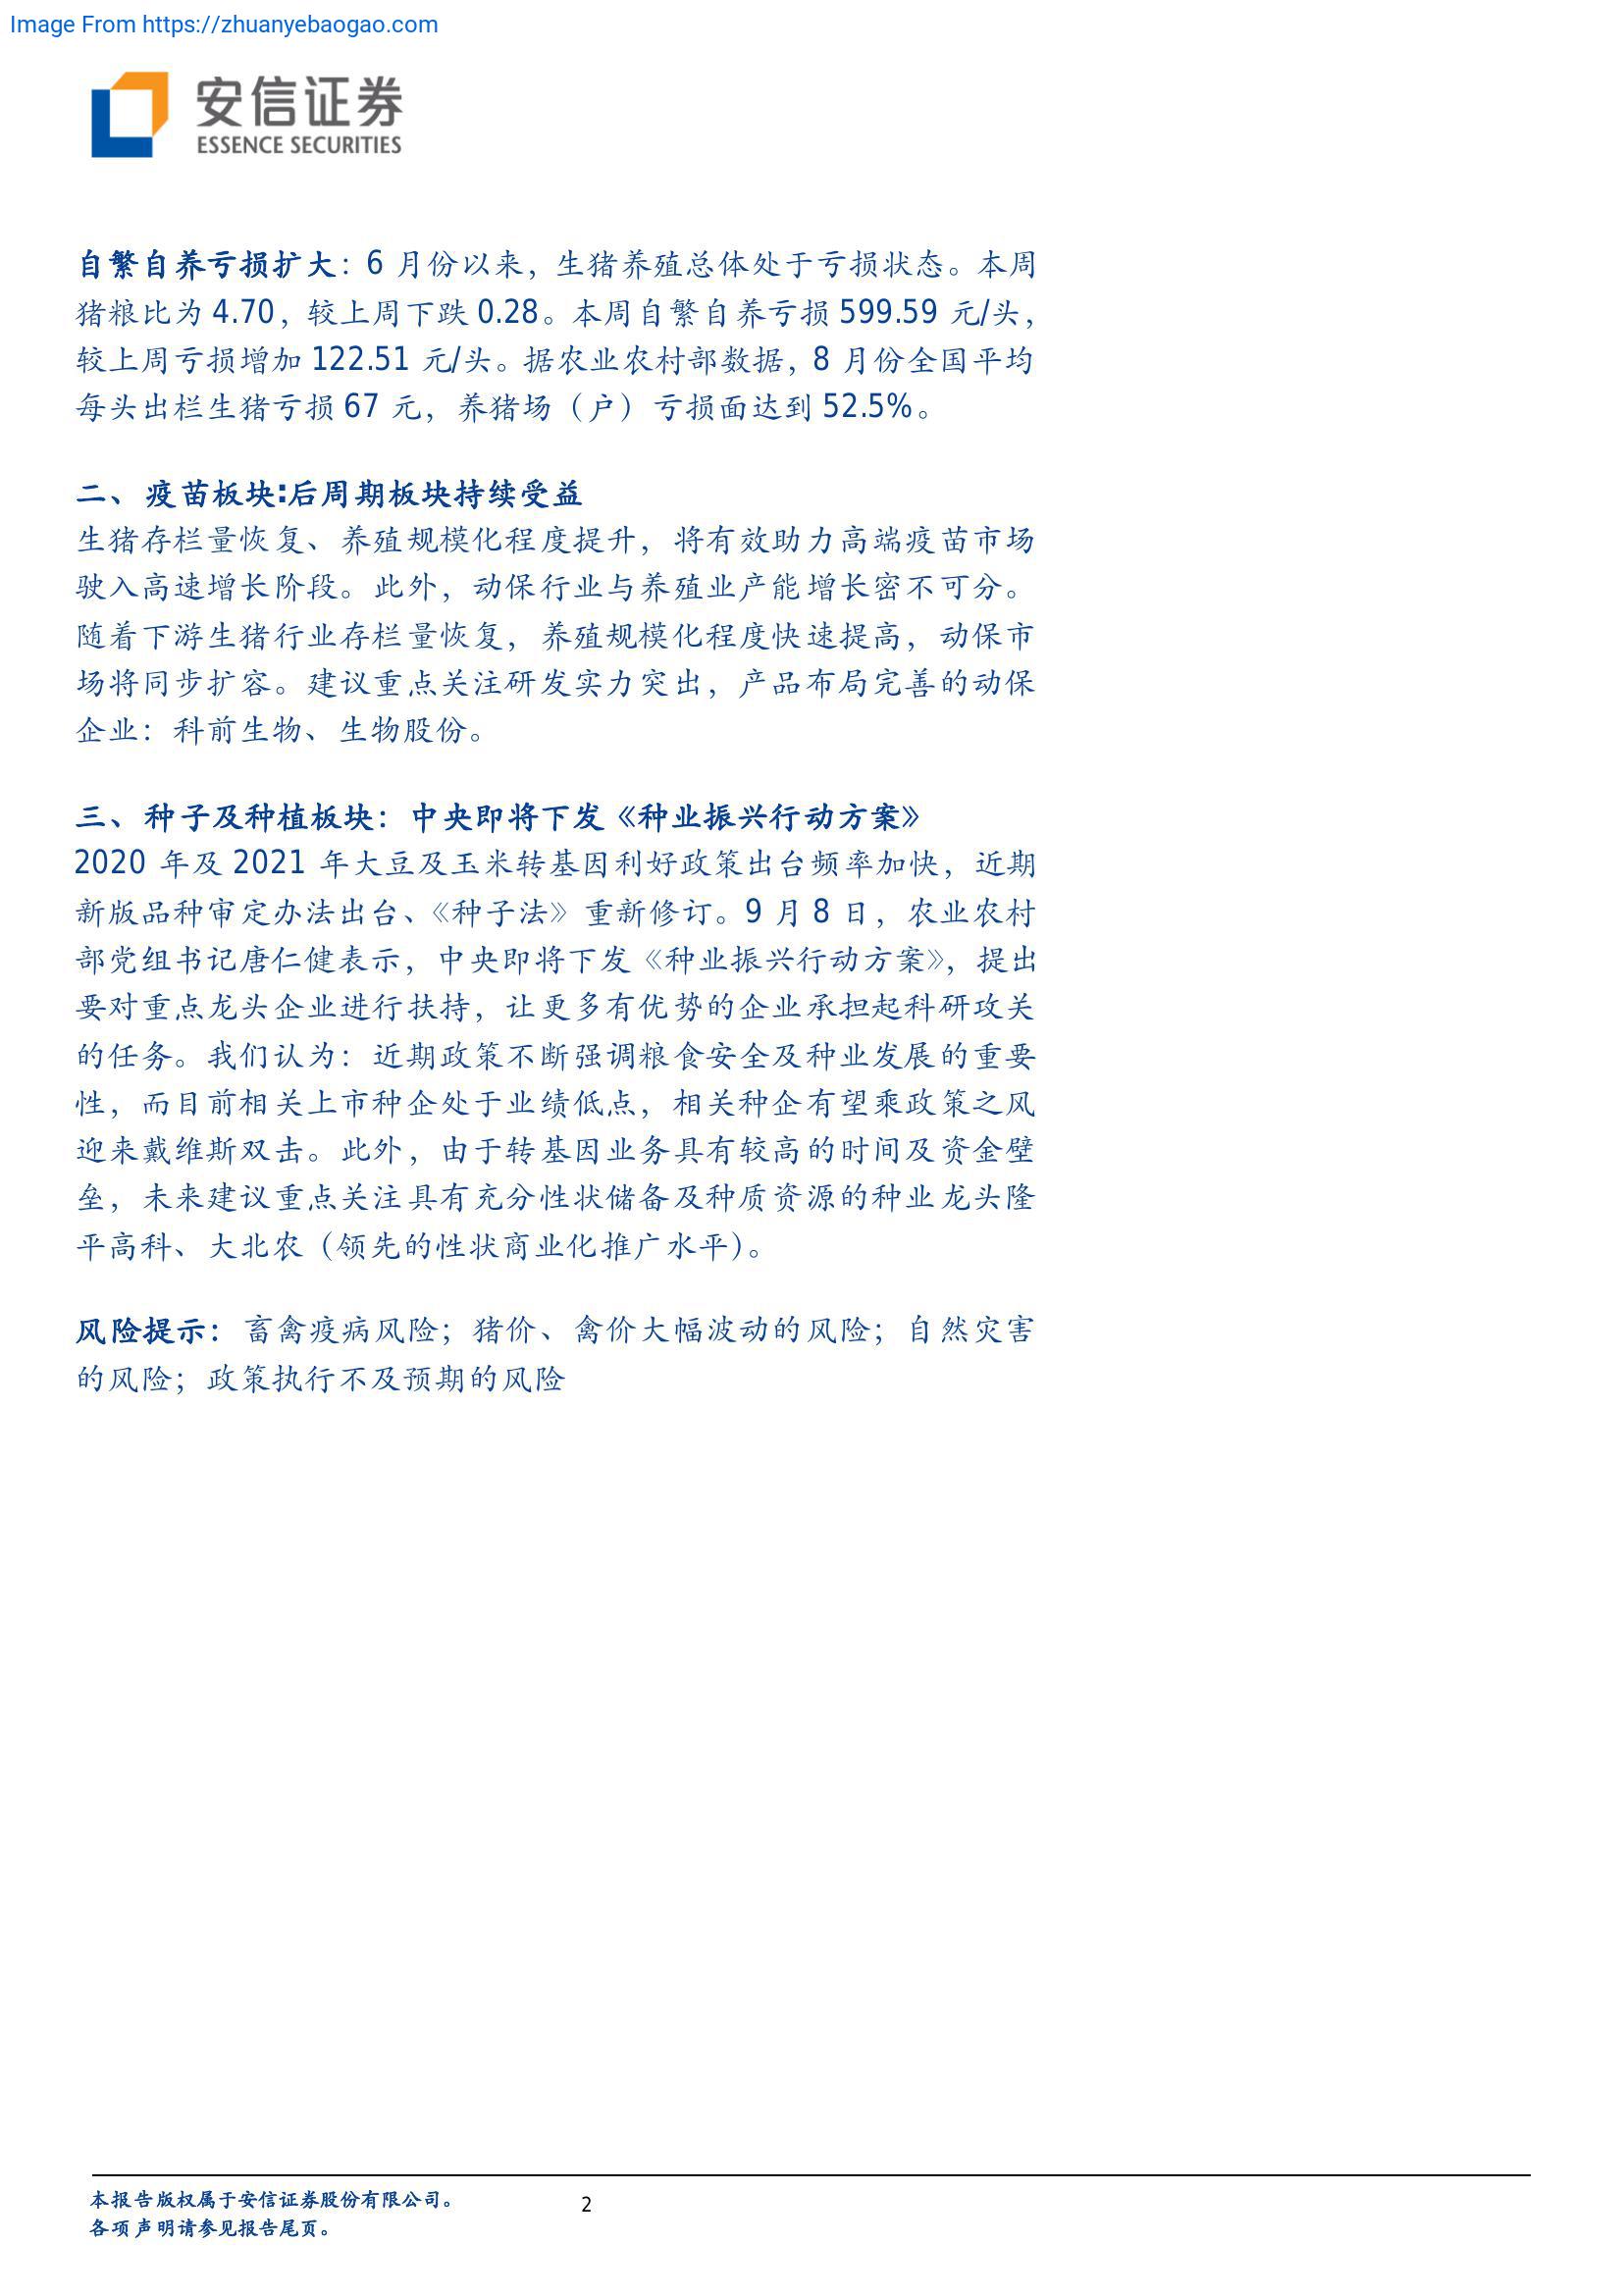 Image From https://zhuanyebaogao.com
安信证券
ESSENCE SECURITIES
自繁自养亏损扩大：6 月份以来，生猪养殖总体处于亏损状态。本周
猪粮比为 4.70，较上周下跌 0.28。本周自繁自养亏损 599.59 元/头，
较上周亏损增加 122.51 元/头。据农业农村部数据，8 月份全国平均
每头出栏生猪亏损 67 元，养猪场（户）亏损面达到 52.5%。
二、疫苗板块:后周期板块持续受益
生猪存栏量恢复、养殖规模化程度提升，将有效助力高端疫苗市场
驶入高速增长阶段。此外，动保行业与养殖业产能增长密不可分。
随着下游生猪行业存栏量恢复，养殖规模化程度快速提高，动保市
场将同步扩容。建议重点关注研发实力突出，产品布局完善的动保
企业：科前生物、生物股份。
三、种子及种植板块：中央即将下发《种业振兴行动方案》
2020 年及 2021 年大豆及玉米转基因利好政策出台频率加快，近期
新版品种审定办法出台、《种子法》重新修订。9 月 8 日，农业农村
部党组书记唐仁健表示，中央即将下发《种业振兴行动方案》，提出
要对重点龙头企业进行扶持，让更多有优势的企业承担起科研攻关
的任务。我们认为：近期政策不断强调粮食安全及种业发展的重要
性，而目前相关上市种企处于业绩低点，相关种企有望乘政策之风
迎来戴维斯双击。此外，由于转基因业务具有较高的时间及资金壁
垒，未来建议重点关注具有充分性状储备及种质资源的种业龙头隆
平高科、大北农（领先的性状商业化推广水平）。
风险提示：畜禽疫病风险；猪价、禽价大幅波动的风险；自然灾害
的风险；政策执行不及预期的风险
本报告版权属于安信证券股份有限公司。
2
各项声明请参见报告尾页。